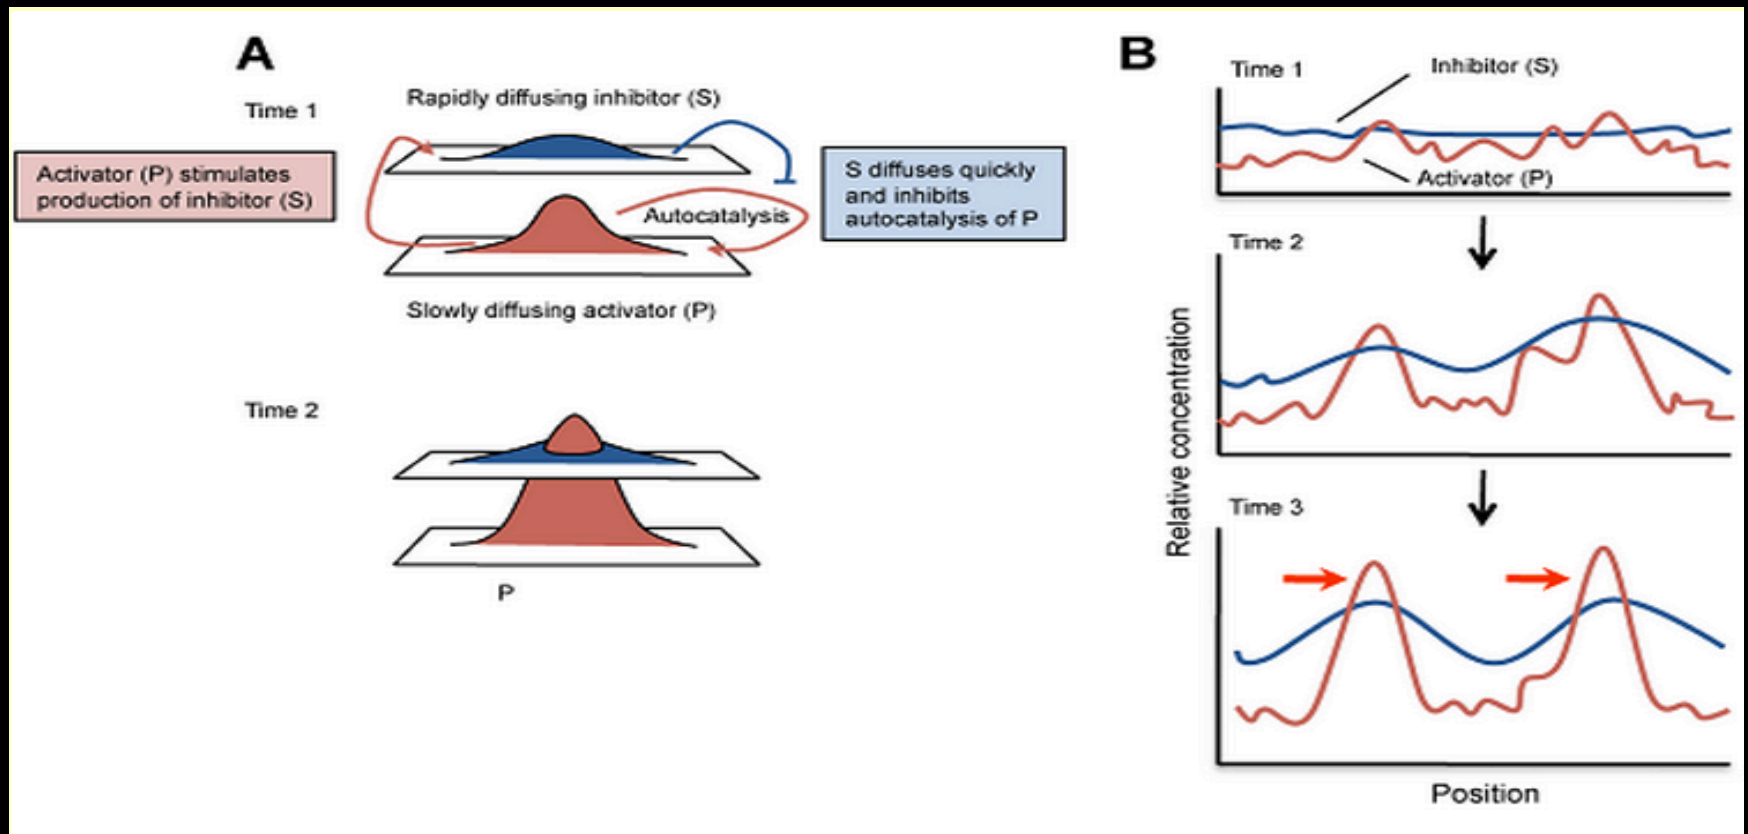 A
Time 1
Rapidly diffusing inhibitor (S)
Activator (P) stimulates
production of inhibitor (S)
Autocatalysis
S diffuses quickly
and inhibits
autocatalysis of P
Slowly diffusing activator (P)
Time 2
P
B
Time 1
Inhibitor (S)
Activator (P)
Time 2
Relative concentration
Time 3
Position